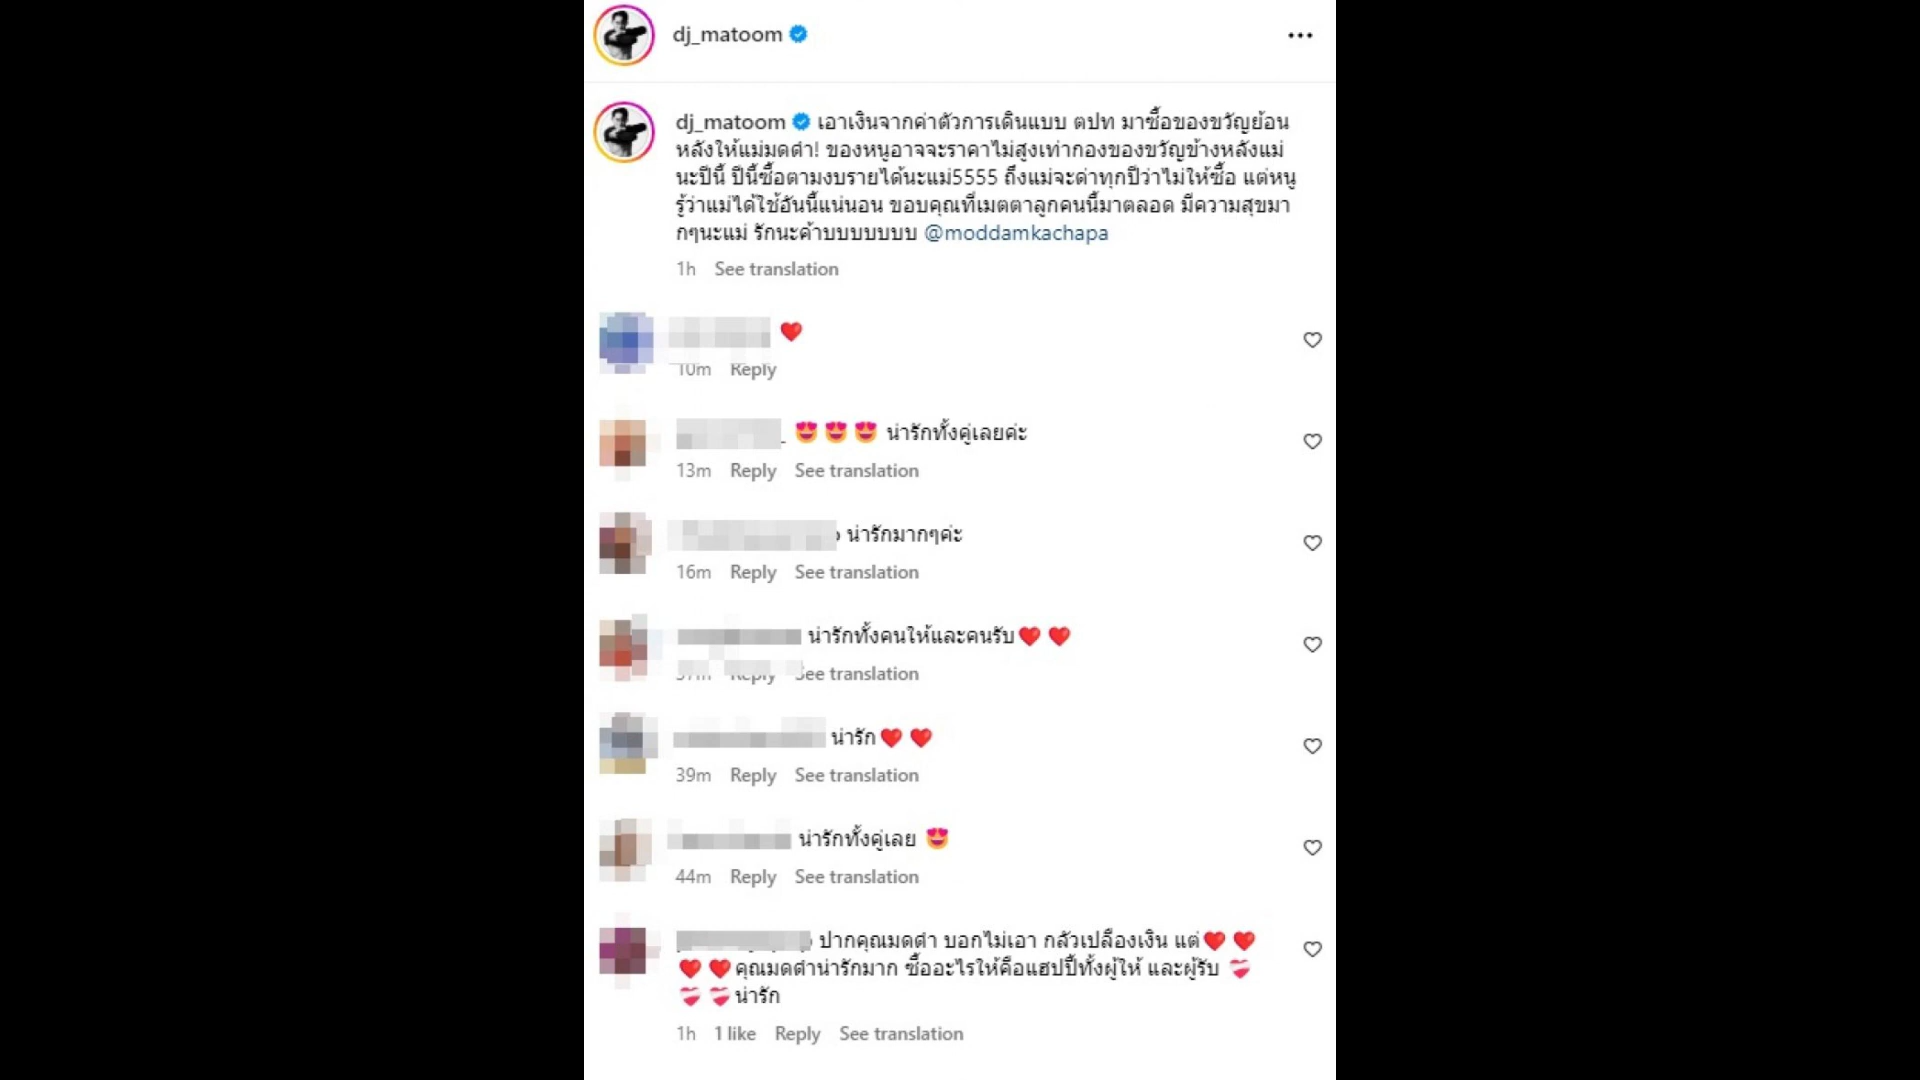 dj_matoom
dj_matoom เอาเงินจากค่าตัวการเดินแบบ ตปท มาซื้อของขวัญย้อน
หลังให้แม่มดดำ! ของหนูอาจจะราคาไม่สูงเท่ากองของขวัญข้างหลังแม่
นะปีนี้ ปีนี้ซื้อตามงบรายได้นะแม่5555 ถึงแม่จะด่าทุกปีว่าไม่ให้ซื้อ แต่หนู
รู้ว่าแม่ได้ใช้อันนี้แน่นอน ขอบคุณที่เมตตาลูกคนนี้มาตลอด มีความสุขมา
กๆนะแม่ รักนะค้าบบบบบบบ @moddamkachapa
1h See translation
❤️
10m Reply
😍 😍 😍 น่ารักทั้งคู่เลยค่ะ
13m Reply See translation
น่ารักมากๆค่ะ
16m Reply See translation
น่ารักทั้งคนให้และคนรับ❤️ ❤️
Reply See translation
น่ารัก❤️ ❤️
39m Reply See translation
น่ารักทั้งคู่เลย 😍
44m Reply See translation
ปากคุณมดดำ บอกไม่เอา กลัวเปลืองเงิน แต่❤️ ❤️
❤️ ❤️คุณมดดำน่ารักมาก ซื้ออะไรให้คือแฮปปี้ทั้งผู้ให้ และผู้รับ ❤️‍🩹
❤️‍🩹 ❤️‍🩹น่ารัก
1h 1 like Reply See translation